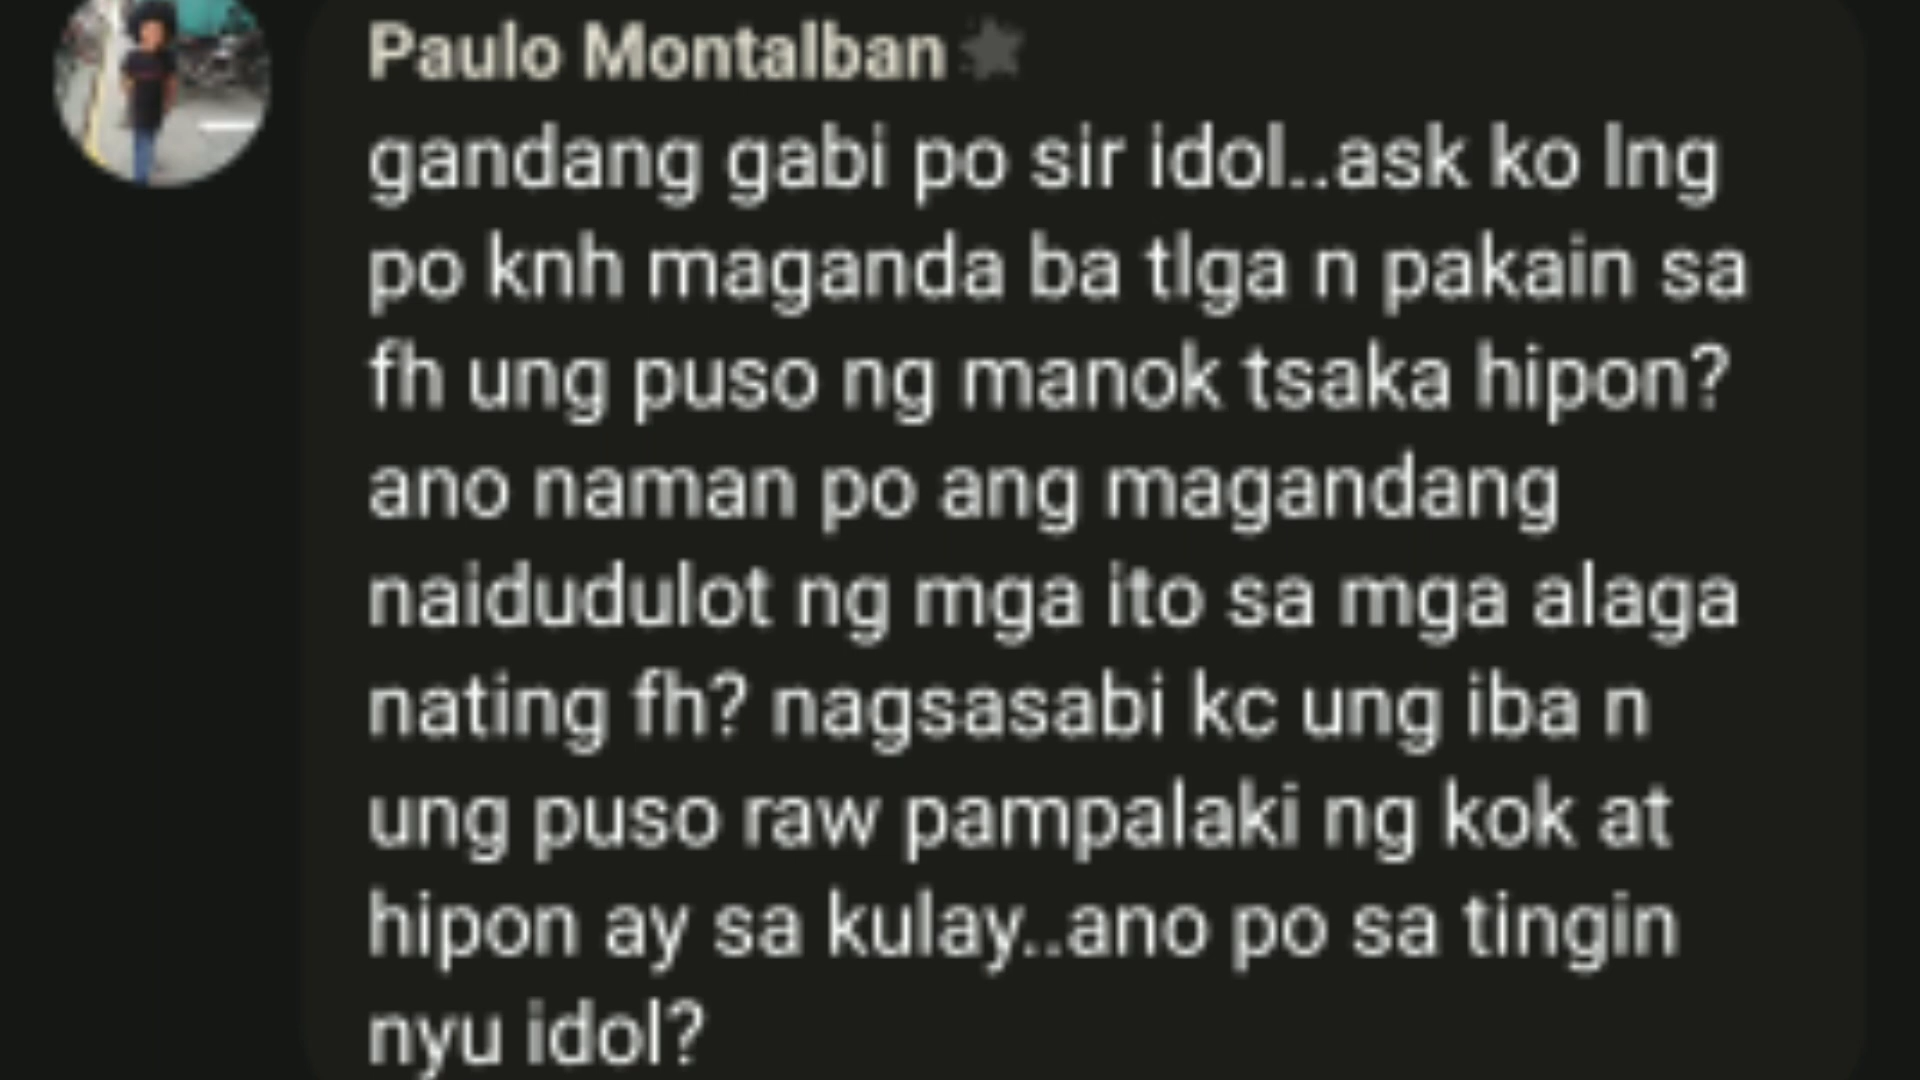 Paulo Montalban
gandang gabi po sir idol..ask ko lng
po knh maganda ba tlga n pakain sa
fh ung puso ng manok tsaka hipon?
ano naman po ang magandang
naidudulot ng mga ito sa mga alaga
nating fh? nagsasabi kc ung iba n
ung puso raw pampalaki ng kok at
hipon ay sa kulay..ano po sa tingin
nyu idol?